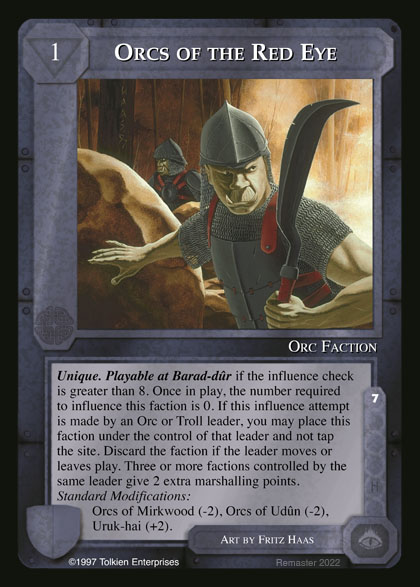 1
Orcs of the Red Eye
Orc Faction
Unique. Playable at Barad-dûr if the influence check
is greater than 8. Once in play, the number required
to influence this faction is 0. If this influence attempt
is made by an Orc or Troll leader, you may place this
faction under the control of that leader and not tap
the site. Discard the faction if the leader moves or
leaves play. Three or more factions controlled by the
same leader give 2 extra marshalling points.
Standard Modifications:
Orcs of Mirkwood (-2), Orcs of Udûn (-2),
Uruk-hai (+2).
7
H
Art by Fritz Haas
©1997 Tolkien Enterprises
Remaster 2022